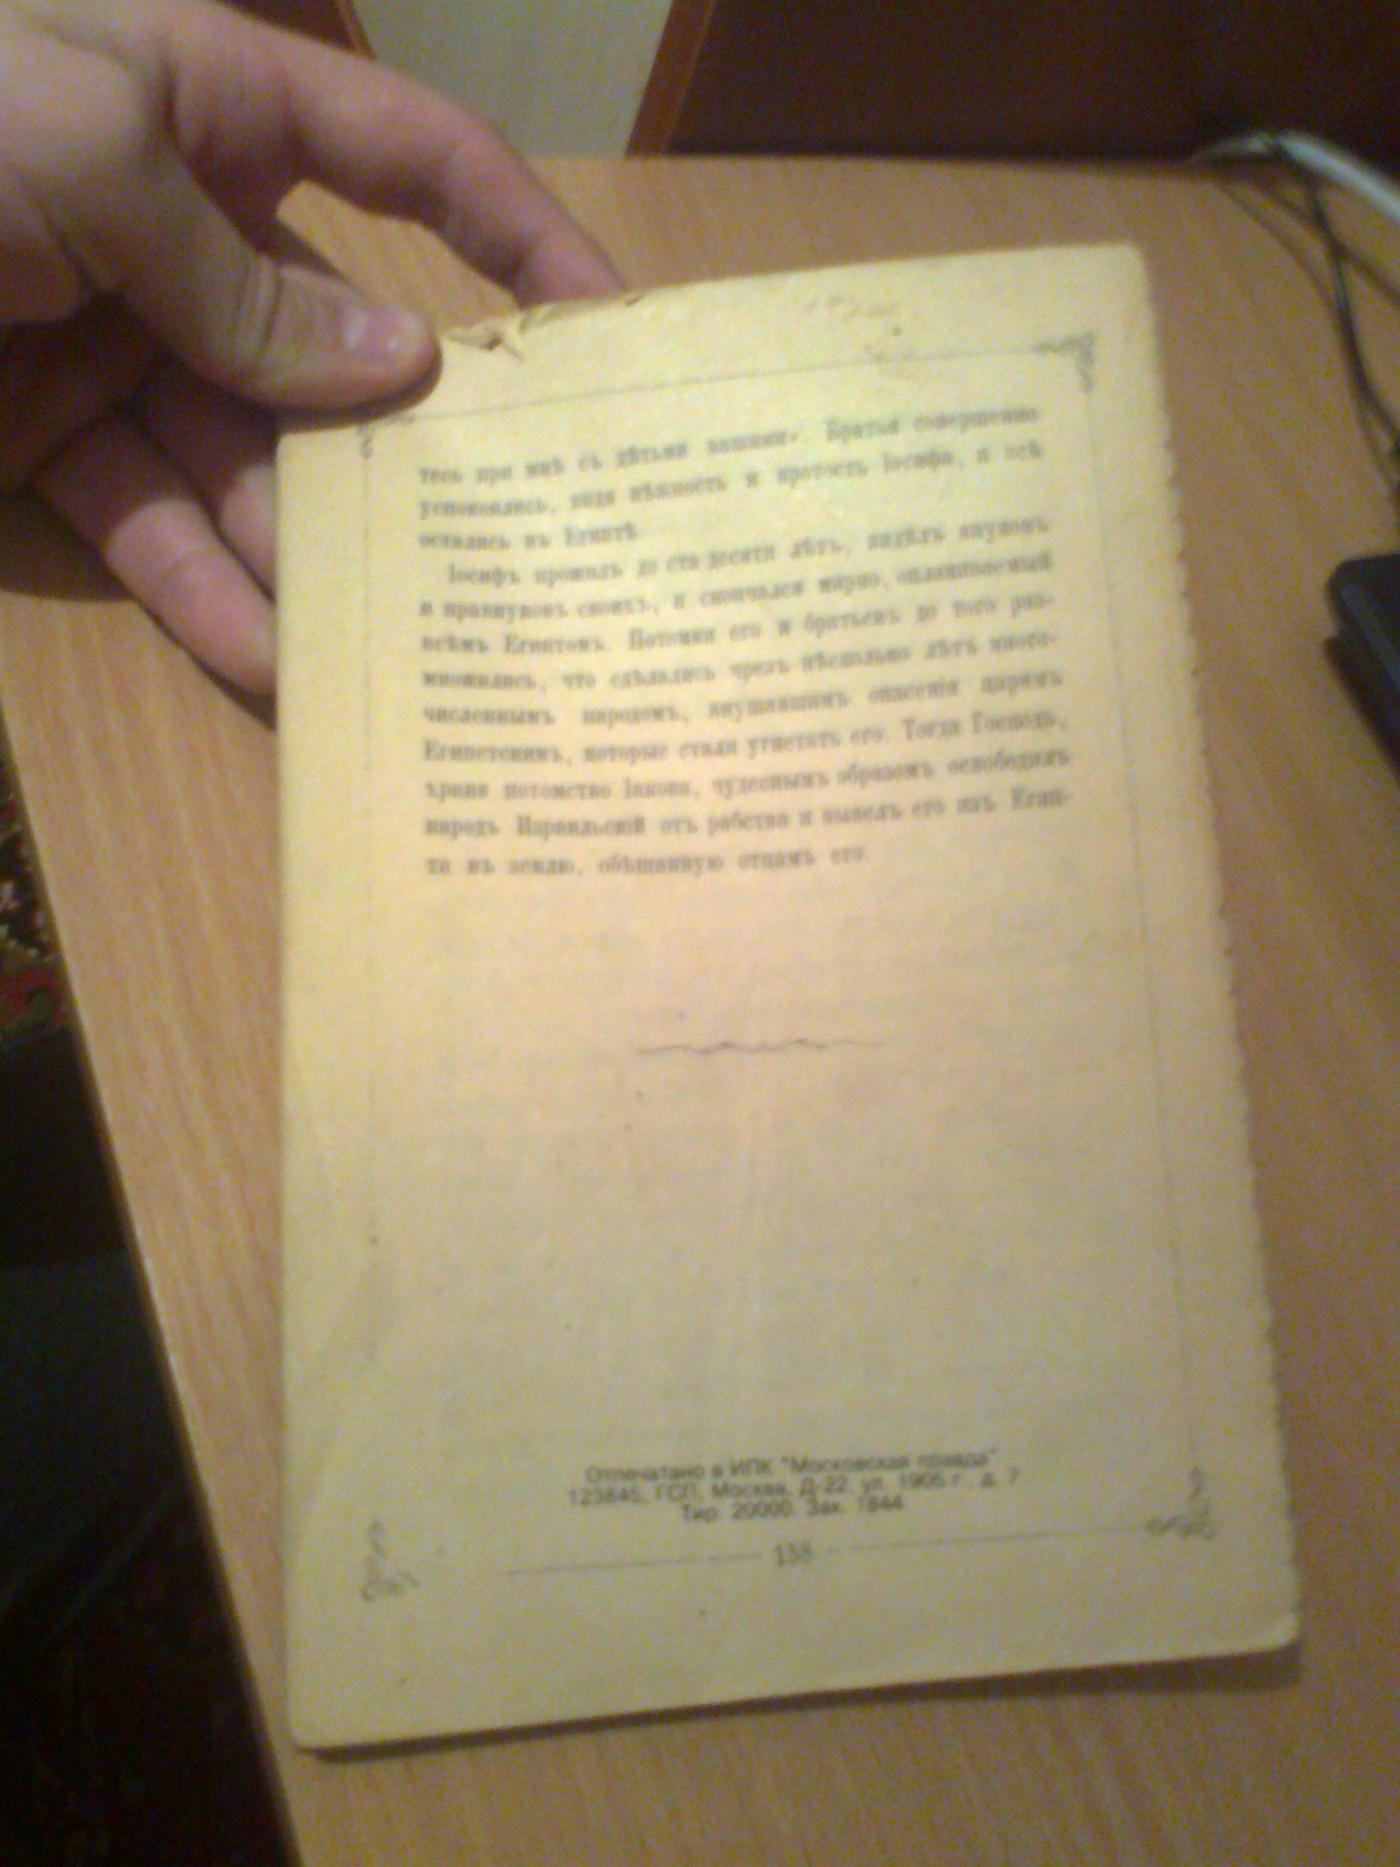 тесь при мнѣ съ дѣтьми вашими». Братья совершенно
успокоились, видя нѣжность и кротость Іосифа, и всѣ
остались въ Египтѣ.
Іосифъ прожилъ до ста десяти лѣтъ, видѣлъ внуковъ
и правнуковъ своихъ, и скончался мирно, оплакиваемый
всѣмъ Египтомъ. Потомки его и братьевъ до того раз-
множились, что сдѣлались чрезъ нѣсколько лѣтъ много-
численнымъ народомъ, внушавшимъ опасенія царямъ
Египетскимъ, которые стали угнетать его. Тогда Господь,
храня потомство Іакова, чудеснымъ образомъ освободилъ
народъ Израильскій отъ рабства и вывелъ его изъ Егип-
та въ землю, обѣщанную отцамъ его.
Отпечатано в ИПК "Московская правда"
123845, ГСП, Москва, Д-22, ул. 1905 г., д. 7
Тир. 20000. Зак. 1844
158